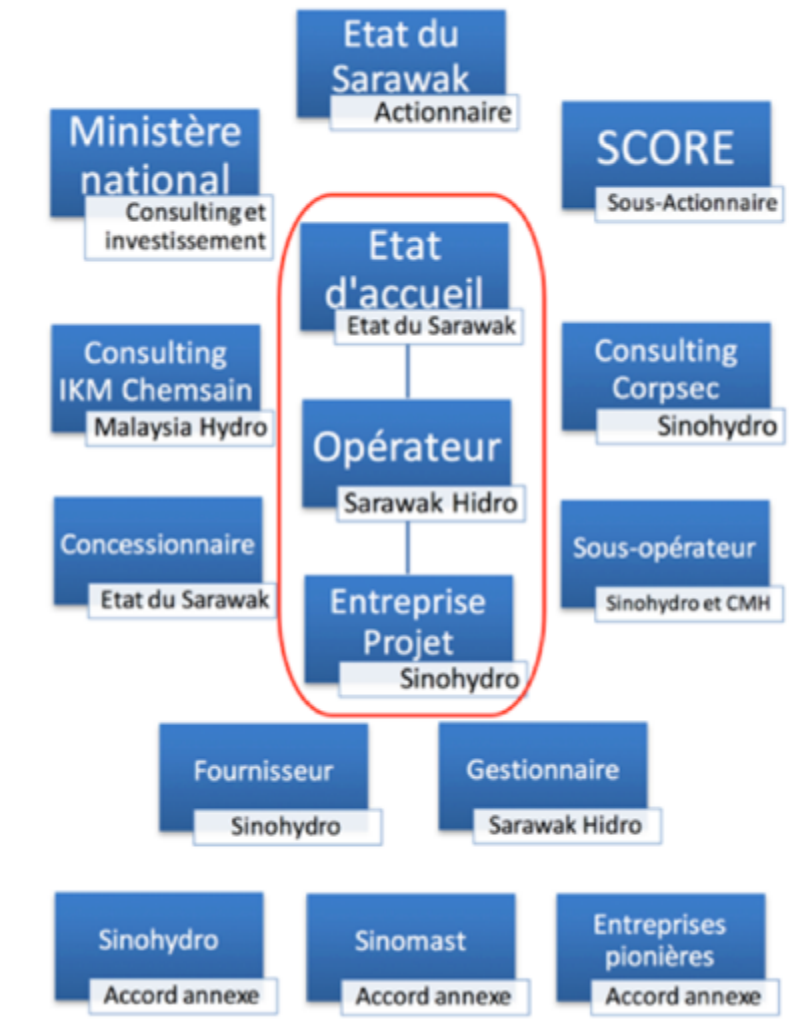 Etat du
Sarawak
Actionnaire
Ministère
national
Consulting et
investissement
SCORE
Sous-Actionnaire
Etat
d'accueil
Etat du Sarawak
Consulting
IKM Chemsain
Malaysia Hydro
Consulting
Corpsec
Sinohydro
Opérateur
Sarawak Hidro
Concessionnaire
Etat du Sarawak
Sous-opérateur
Sinohydro et CMH
Entreprise
Projet
Sinohydro
Fournisseur
Sinohydro
Gestionnaire
Sarawak Hidro
Sinohydro
Accord annexe
Sinomast
Accord annexe
Entreprises
pionières
Accord annexe